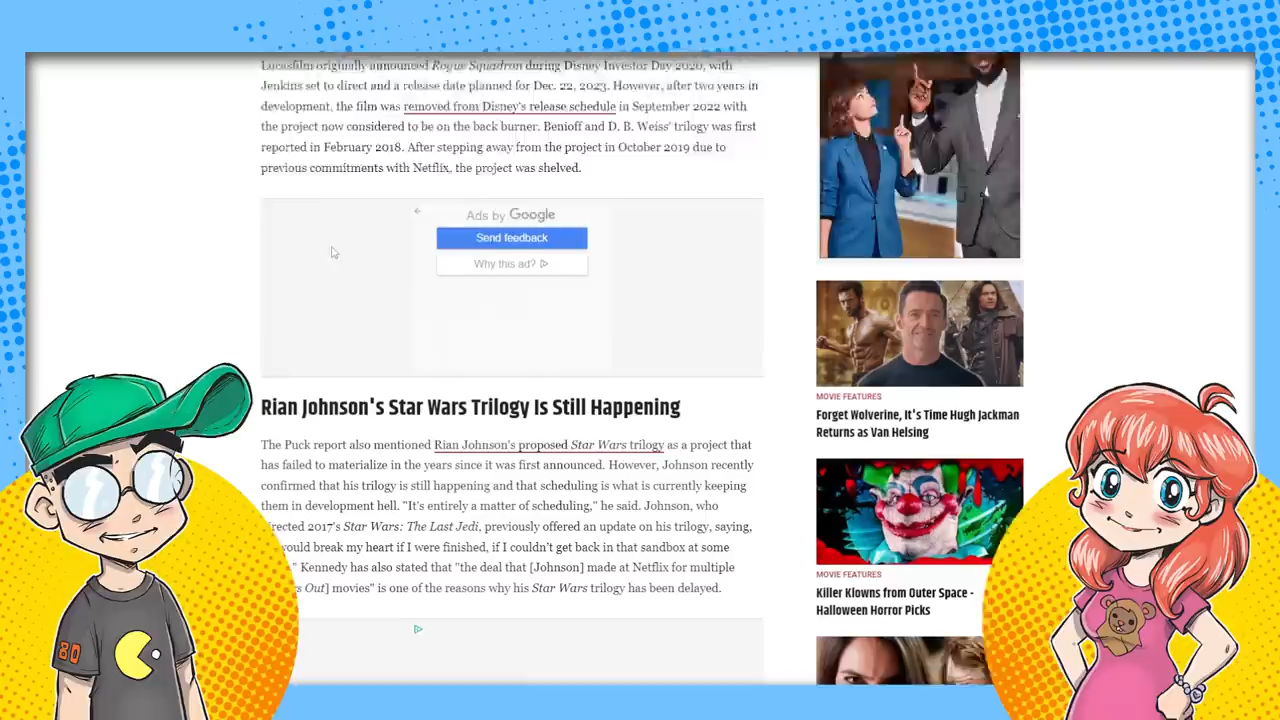 Lucasfilm originally announced Rogue Squadron during Disney Investor Day 2020, with
Jenkins set to direct and a release date planned for Dec. 22, 2023. However, after two years in
development, the film was removed from Disney's release schedule in September 2022 with
the project now considered to be on the back burner. Benioff and D. B. Weiss' trilogy was first
reported in February 2018. After stepping away from the project in October 2019 due to
previous commitments with Netflix, the project was shelved.
Ads by Google
Send feedback
Why this ad?
Rian Johnson's Star Wars Trilogy Is Still Happening
The Puck report also mentioned Rian Johnson's proposed Star Wars trilogy as a project that
has failed to materialize in the years since it was first announced. However, Johnson recently
confirmed that his trilogy is still happening and that scheduling is what is currently keeping
them in development hell. "It's entirely a matter of scheduling," he said. Johnson, who
directed 2017's Star Wars: The Last Jedi, previously offered an update on his trilogy, saying,
would break my heart if I were finished, if I couldn't get back in that sandbox at some
" Kennedy has also stated that "the deal that [Johnson] made at Netflix for multiple
Out] movies" is one of the reasons why his Star Wars trilogy has been delayed.
MOVIE FEATURES
Forget Wolverine, It's Time Hugh Jackman
Returns as Van Helsing
MOVIE FEATURES
Killer Klowns from Outer Space -
Halloween Horror Picks
80